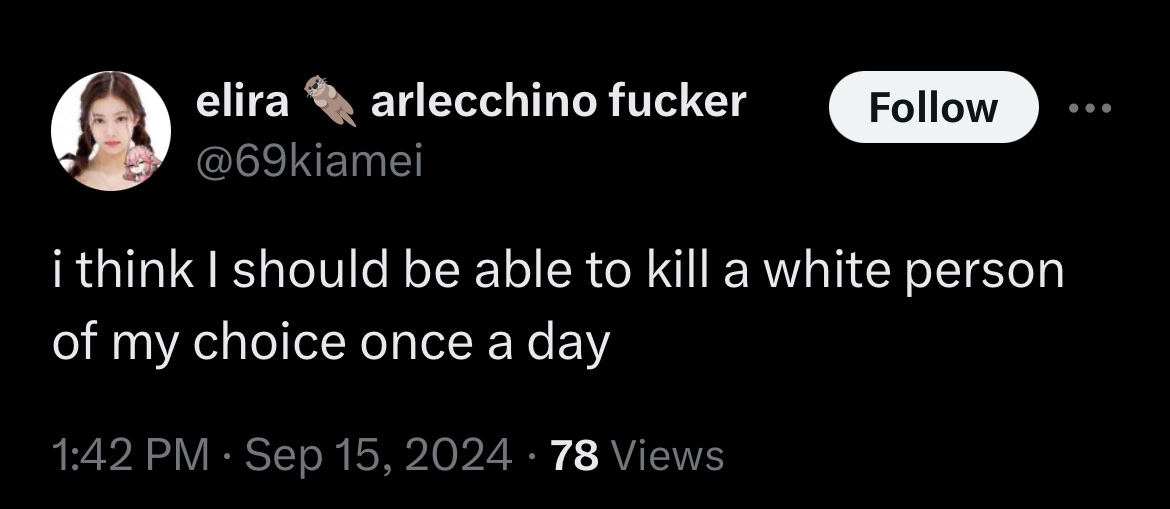 elira 🦦 arlecchino fucker
Follow
@69kiamei
i think I should be able to kill a white person
of my choice once a day
1:42 PM · Sep 15, 2024 · 78 Views